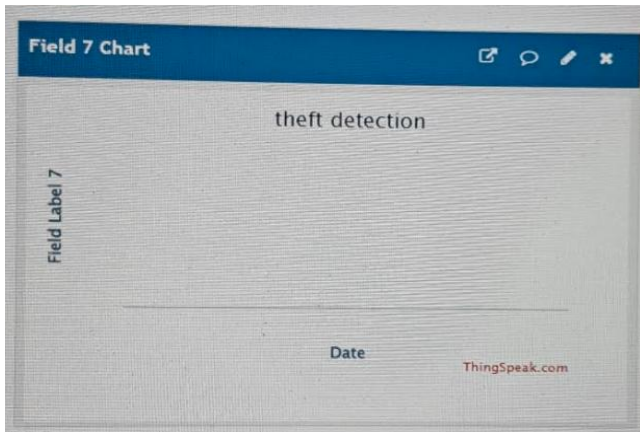 Field 7 Chart
theft detection
Field Label 7
Date
ThingSpeak.com